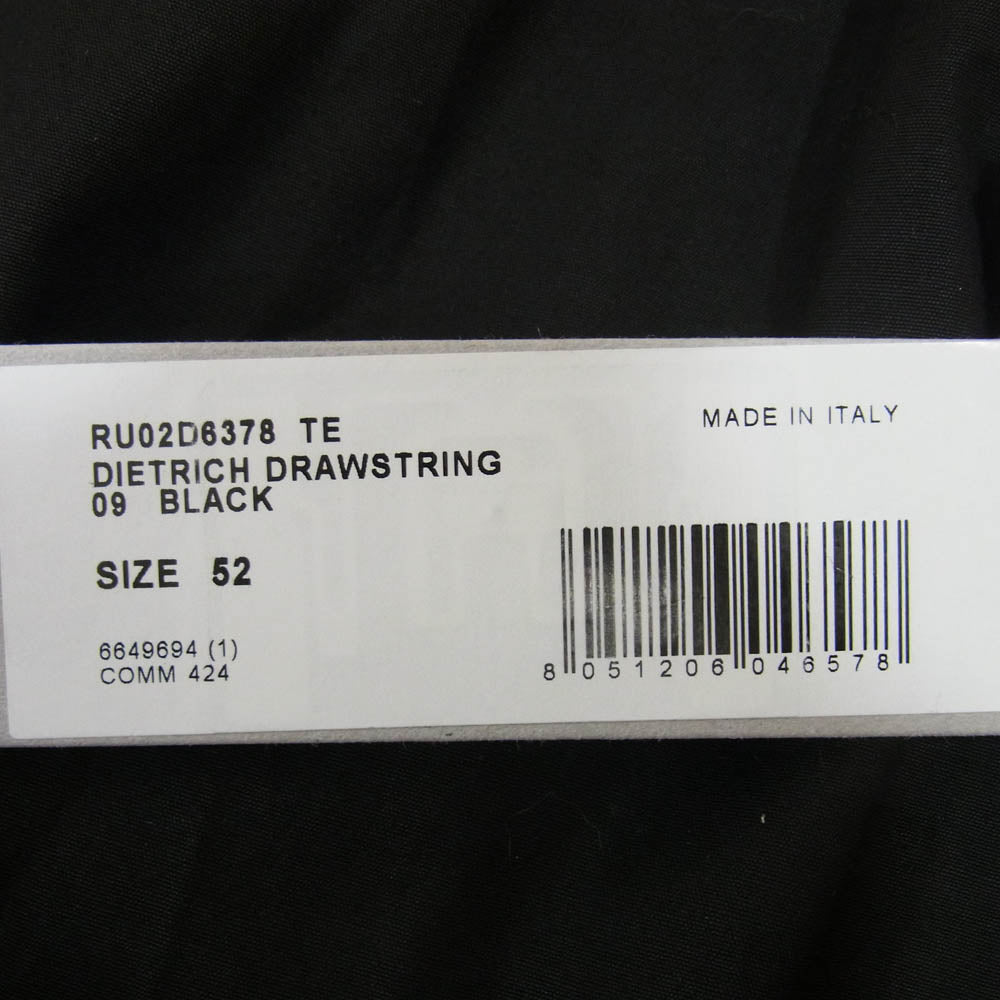 RU02D6378 TE
DIETRICH DRAWSTRING
09 BLACK
MADE IN ITALY
SIZE 52
6649694 (1)
COMM 424
8 051206 046578